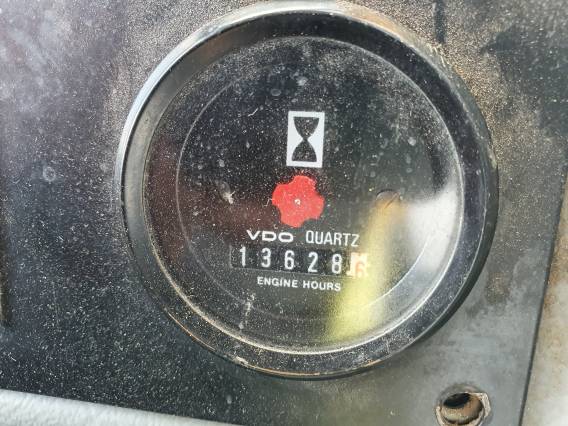 VDO QUARTZ
13628
ENGINE HOURS